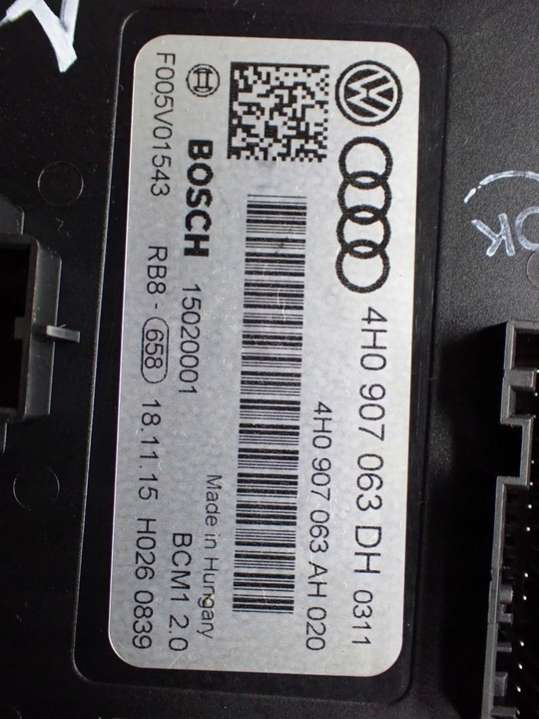 4H0 907 063 DH 0311
4H0 907 063 AH 020
Made in Hungary
BOSCH 15020001 BCM1 2.0
F005V01543 RB8 - 658 18.11.15 H026 0839
OK